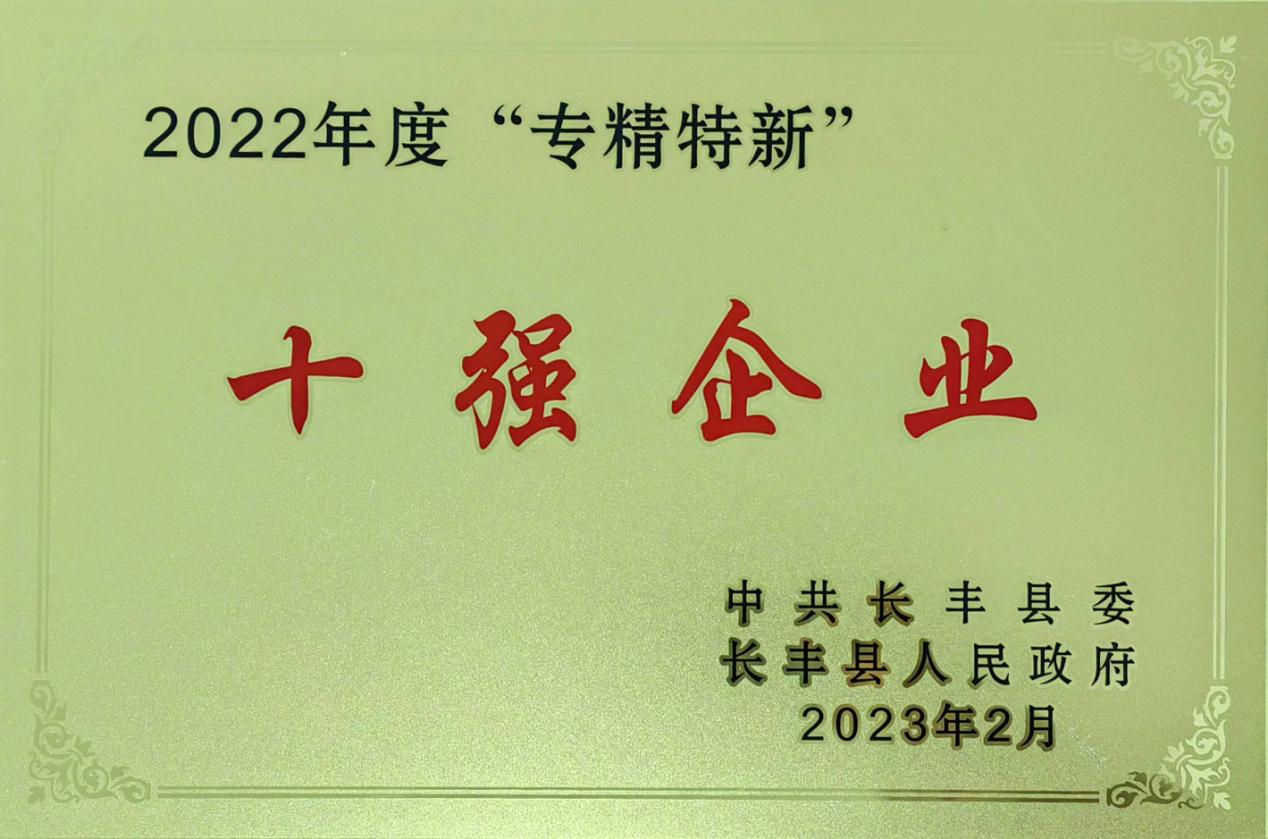 2022年度“专精特新”
十强企业
中共长丰县委
长丰县人民政府
2023年2月